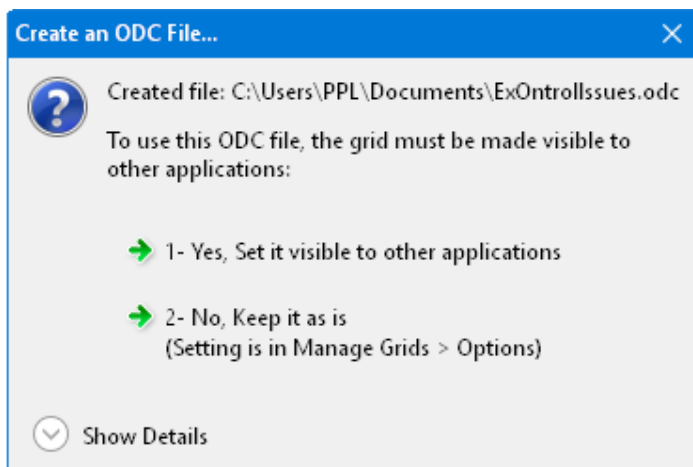 Create an ODC File...
Created file: C:\Users\PPL\Documents\ExOntrolIssues.odc
To use this ODC file, the grid must be made visible to
other applications:
1- Yes, Set it visible to other applications
2- No, Keep it as is
(Setting is in Manage Grids > Options)
Show Details